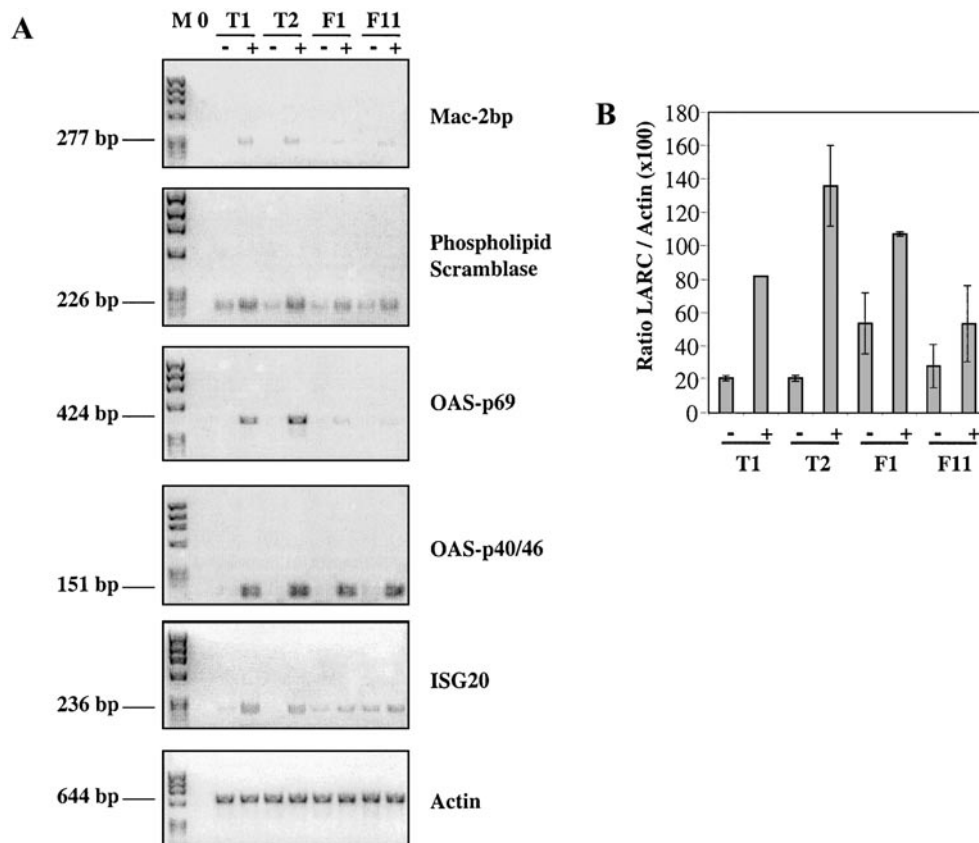 A
M 0 T1 T2 F1 F11
- + - + - + - +
277 bp
Mac-2bp
226 bp
Phospholipid
Scramblase
424 bp
OAS-p69
151 bp
OAS-p40/46
236 bp
ISG20
644 bp
Actin
B
Ratio LARC / Actin (x100)
180
160
140
120
100
80
60
40
20
0
- + - + - + - +
T1 T2 F1 F11